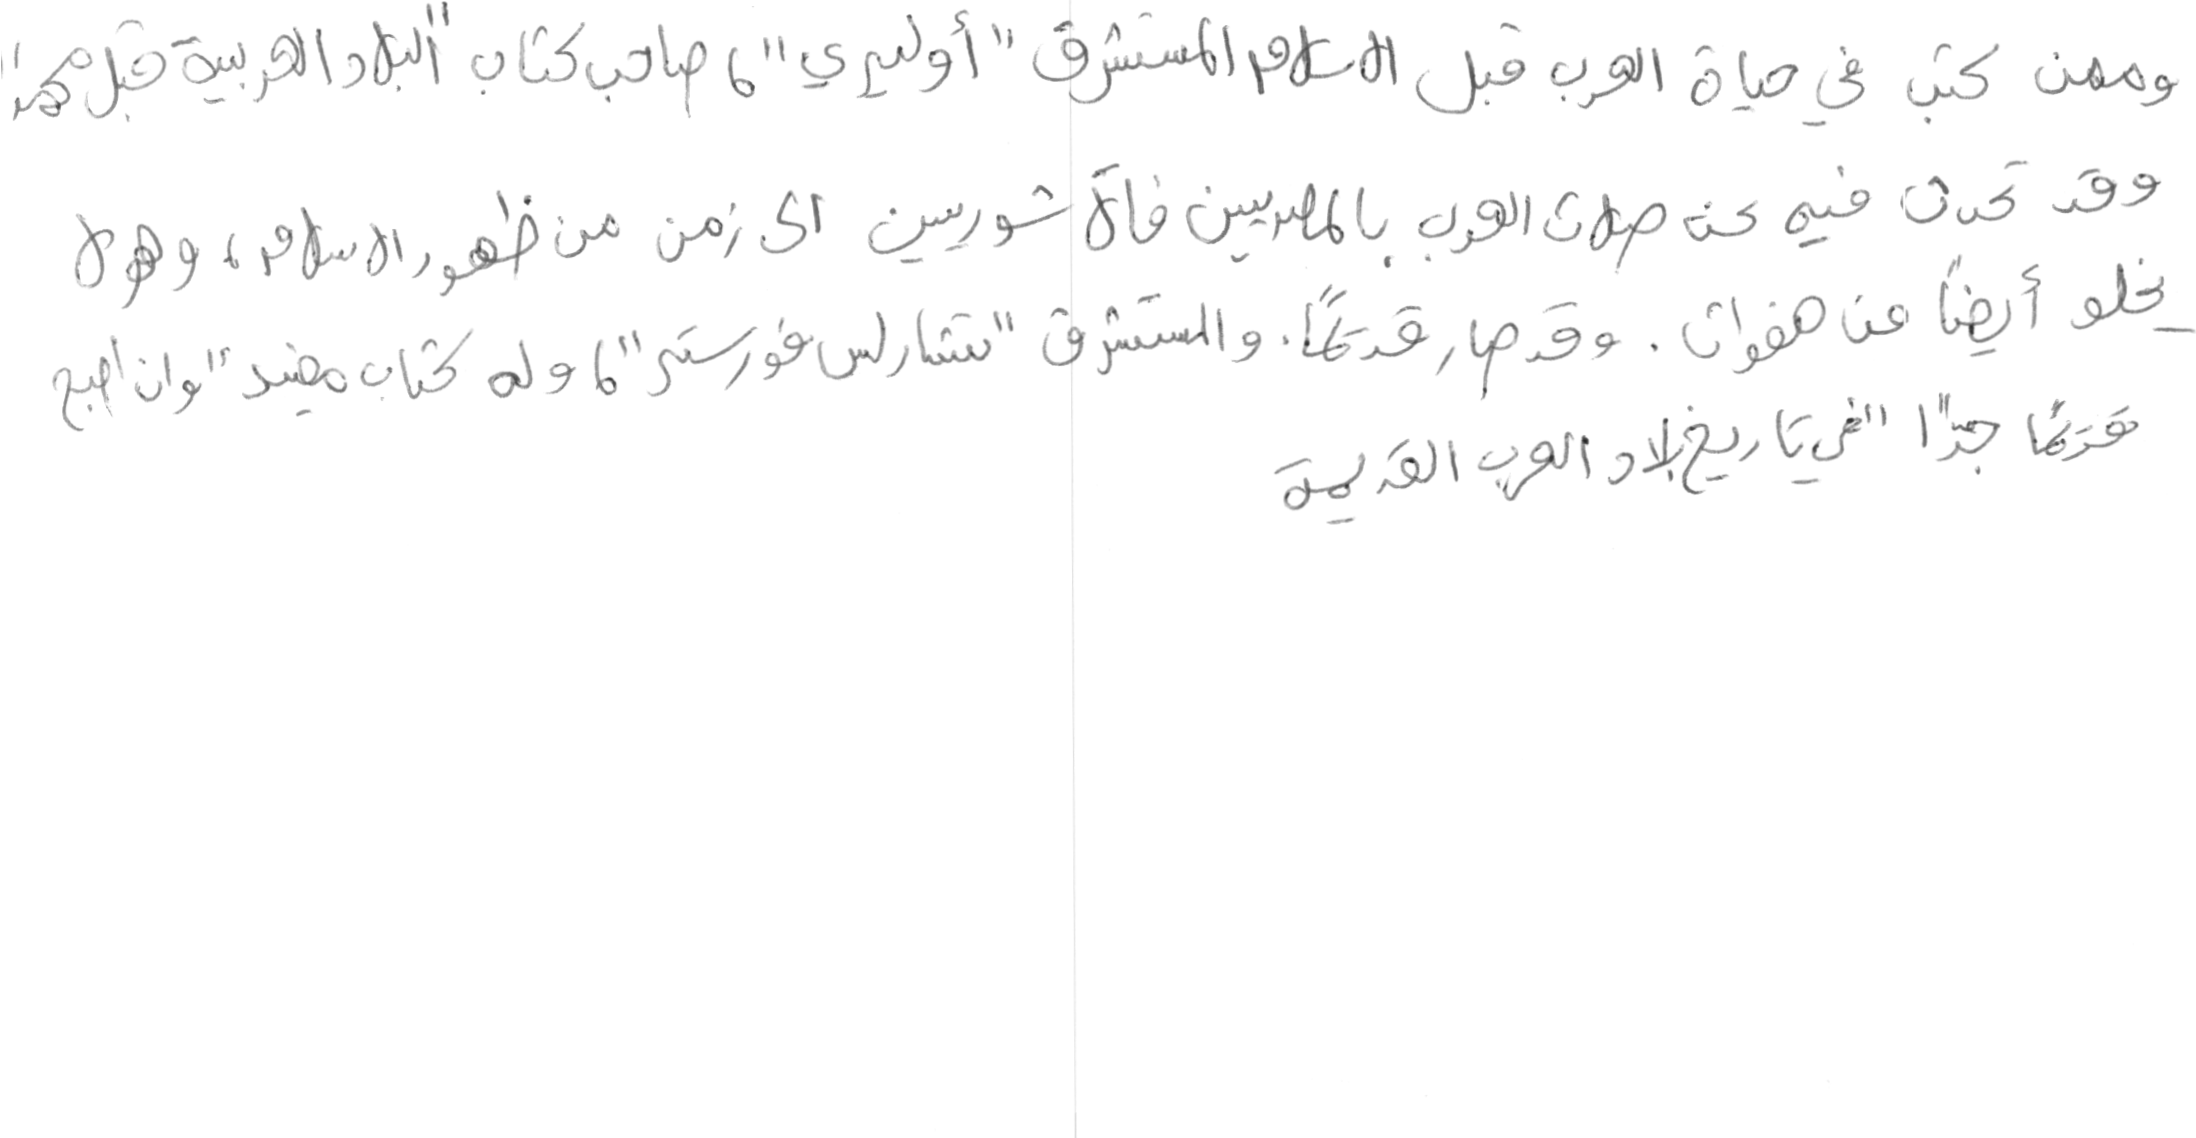 وممن كتب في حياة العرب قبل الاسلام المستشرق "أوليري"، صاحب كتاب "البلاد العربية قبل محمد"
وقد تحدث فيه عن صلات العرب بالمصريين فالآشوريين الى زمن من ظهور الاسلام، وهو لا
يخلو أيضًا من هفوات. وقد صار قديمًا. والمستشرق "تشارلس فورستر"، وله كتاب مفيد "وان أصبح
قديمًا جدًا" في تاريخ بلاد العرب القديمة